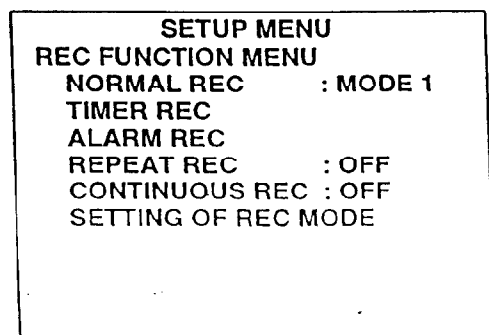 SETUP MENU
REC FUNCTION MENU
NORMAL REC : MODE 1
TIMER REC
ALARM REC
REPEAT REC : OFF
CONTINUOUS REC : OFF
SETTING OF REC MODE